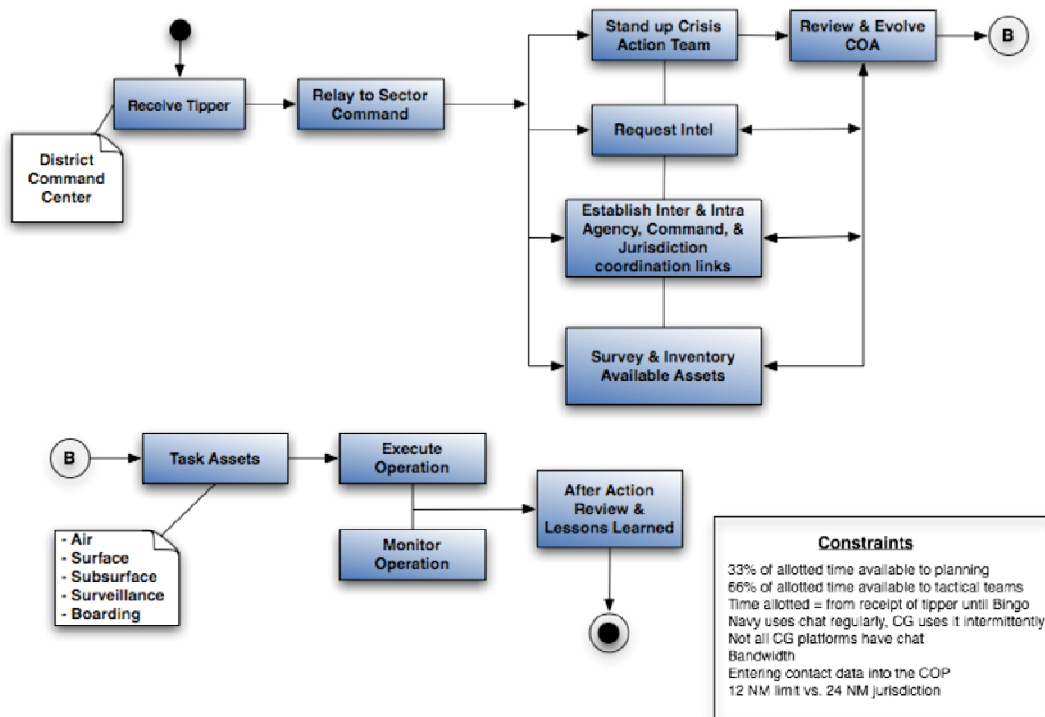 Receive Tipper
District
Command
Center
Relay to Sector
Command
Stand up Crisis
Action Team
Review & Evolve
COA
B
Request Intel
Establish Inter & Intra
Agency, Command, &
Jurisdiction
coordination links
Survey & Inventory
Available Assets
B
Task Assets
- Air
- Surface
- Subsurface
- Surveillance
- Boarding
Execute
Operation
Monitor
Operation
After Action
Review &
Lessons Learned
Constraints
33% of allotted time available to planning
66% of allotted time available to tactical teams
Time allotted = from receipt of tipper until Bingo
Navy uses chat regularly, CG uses it intermittently
Not all CG platforms have chat
Bandwidth
Entering contact data into the COP
12 NM limit vs. 24 NM jurisdiction